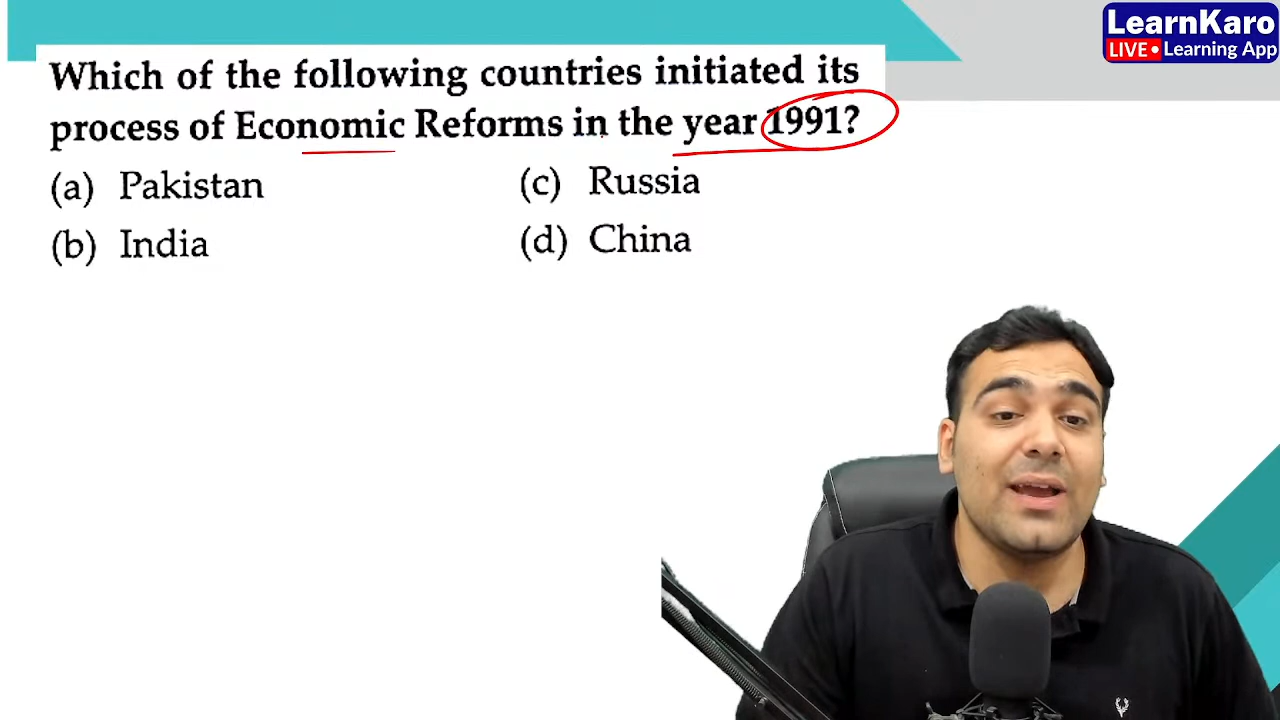 LearnKaro
LIVE • Learning App
Which of the following countries initiated its
process of Economic Reforms in the year 1991?
(a) Pakistan (c) Russia
(b) India (d) China